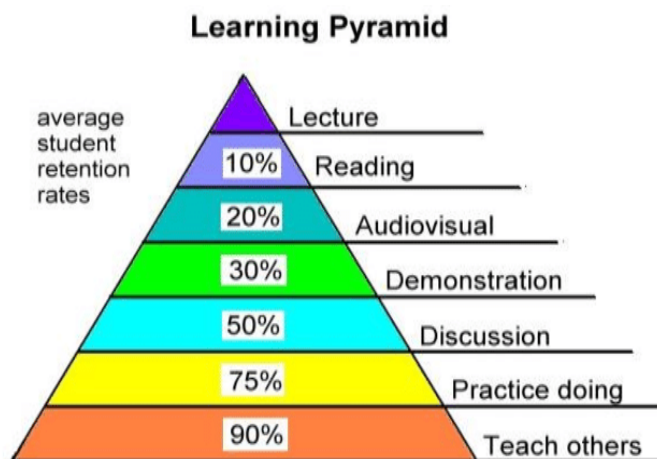 Learning Pyramid
average
student
retention
rates
Lecture
10% Reading
20% Audiovisual
30% Demonstration
50% Discussion
75% Practice doing
90% Teach others